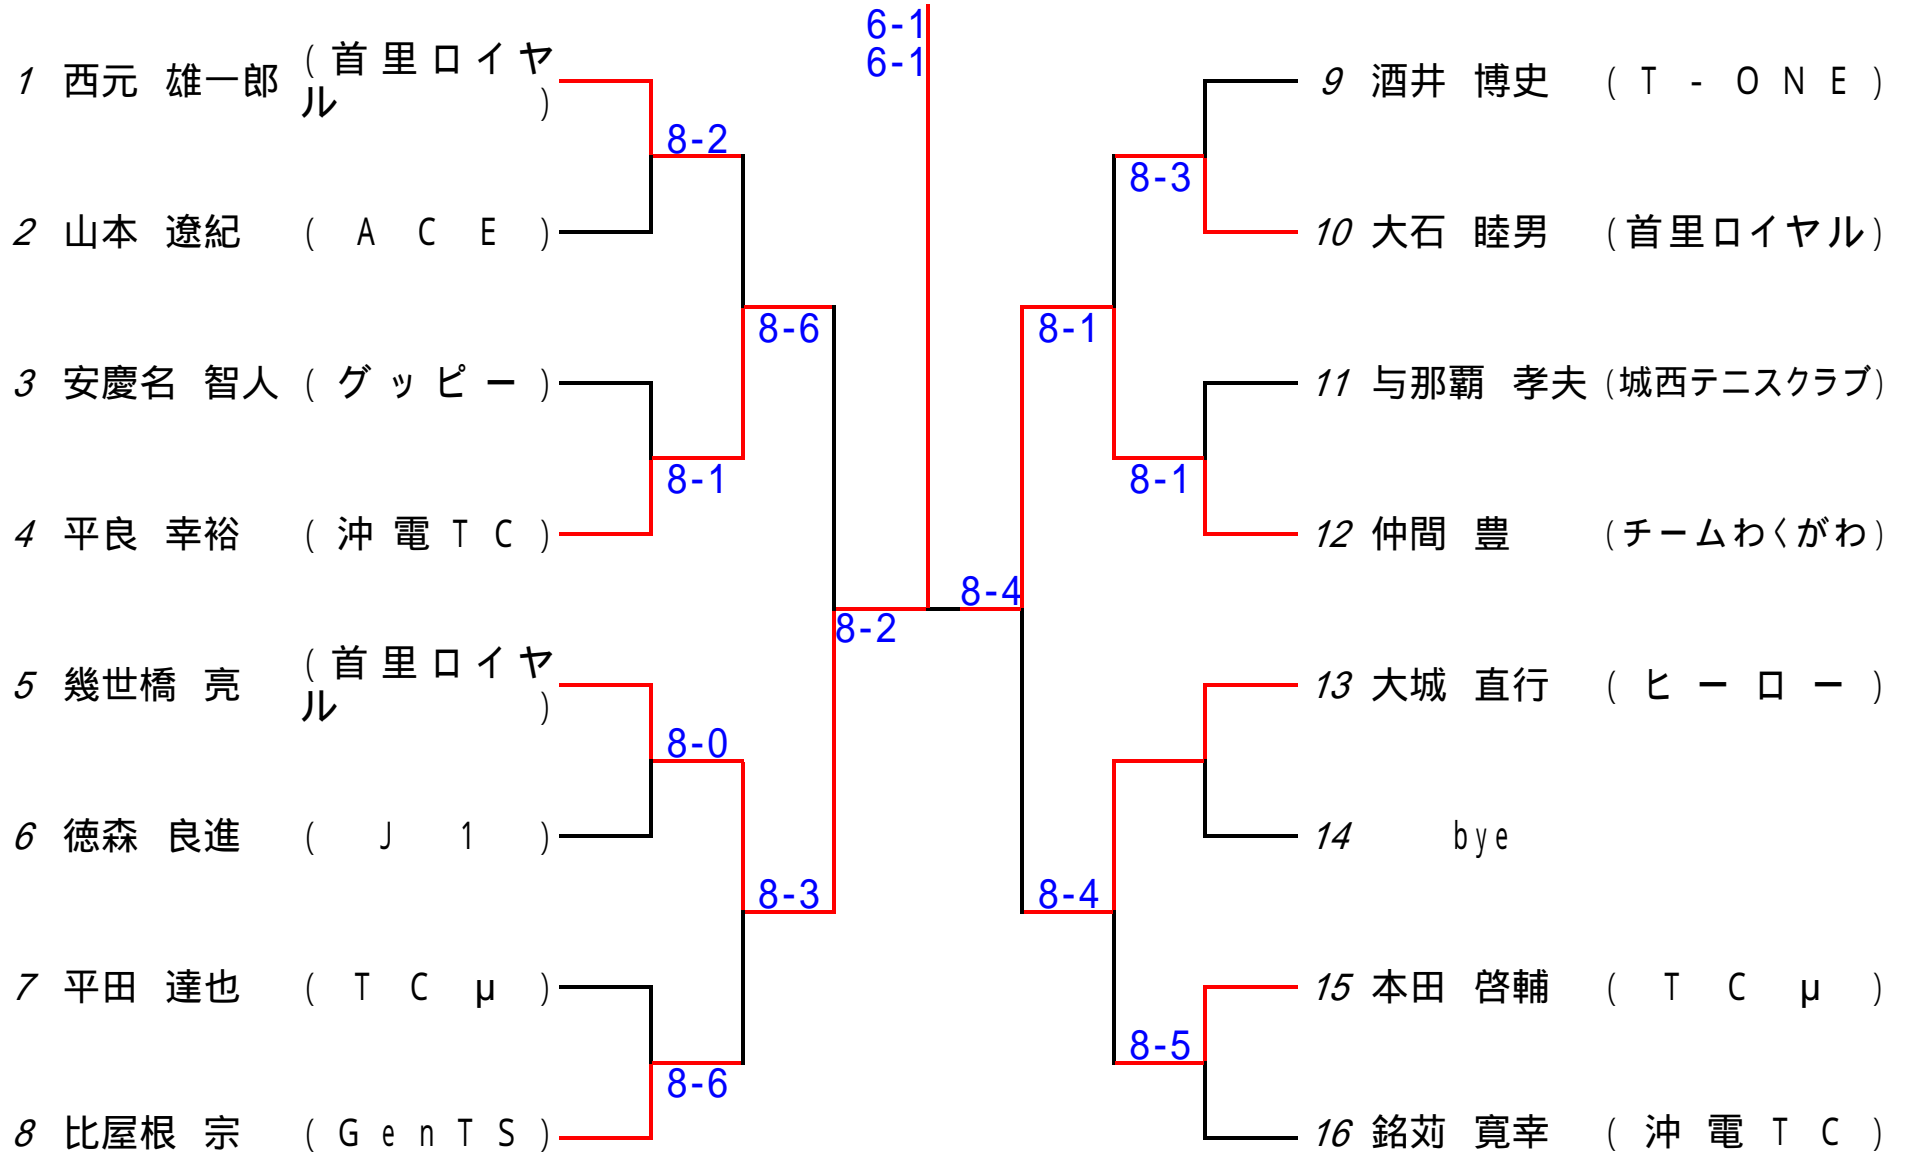 6-1
6-1
1 西元 雄一郎 (首里ロイヤ
ル )
8-2
2 山本 遼紀 (ACE)
8-6
3 安慶名 智人 (グッピー)
8-1
4 平良 幸裕 (沖電TC)
8-2
5 幾世橋 亮 (首里ロイヤ
ル )
8-0
6 徳森 良進 (J1)
8-3
7 平田 達也 (TCμ)
8-6
8 比屋根 宗 (GenTS)
9 酒井 博史 (T-ONE)
8-3
10 大石 睦男 (首里ロイヤル)
8-1
11 与那覇 孝夫 (城西テニスクラブ)
8-1
12 仲間 豊 (チームわくがわ)
8-4
13 大城 直行 (ヒーロー)
14 bye
8-4
15 本田 啓輔 (TCμ)
8-5
16 銘苅 寛幸 (沖電TC)